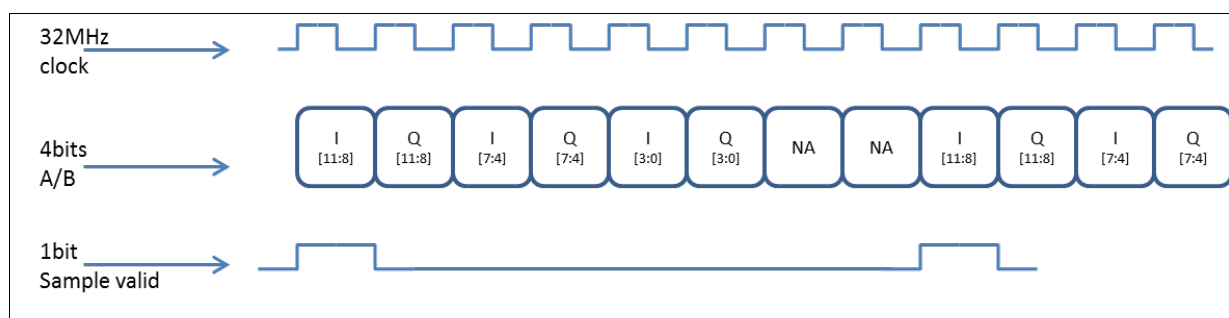 32MHz
clock
4bits
A/B
I Q I Q I Q NA NA I Q I Q
[11:8] [11:8] [7:4] [7:4] [3:0] [3:0] [11:8] [11:8] [7:4] [7:4]
1bit
Sample valid